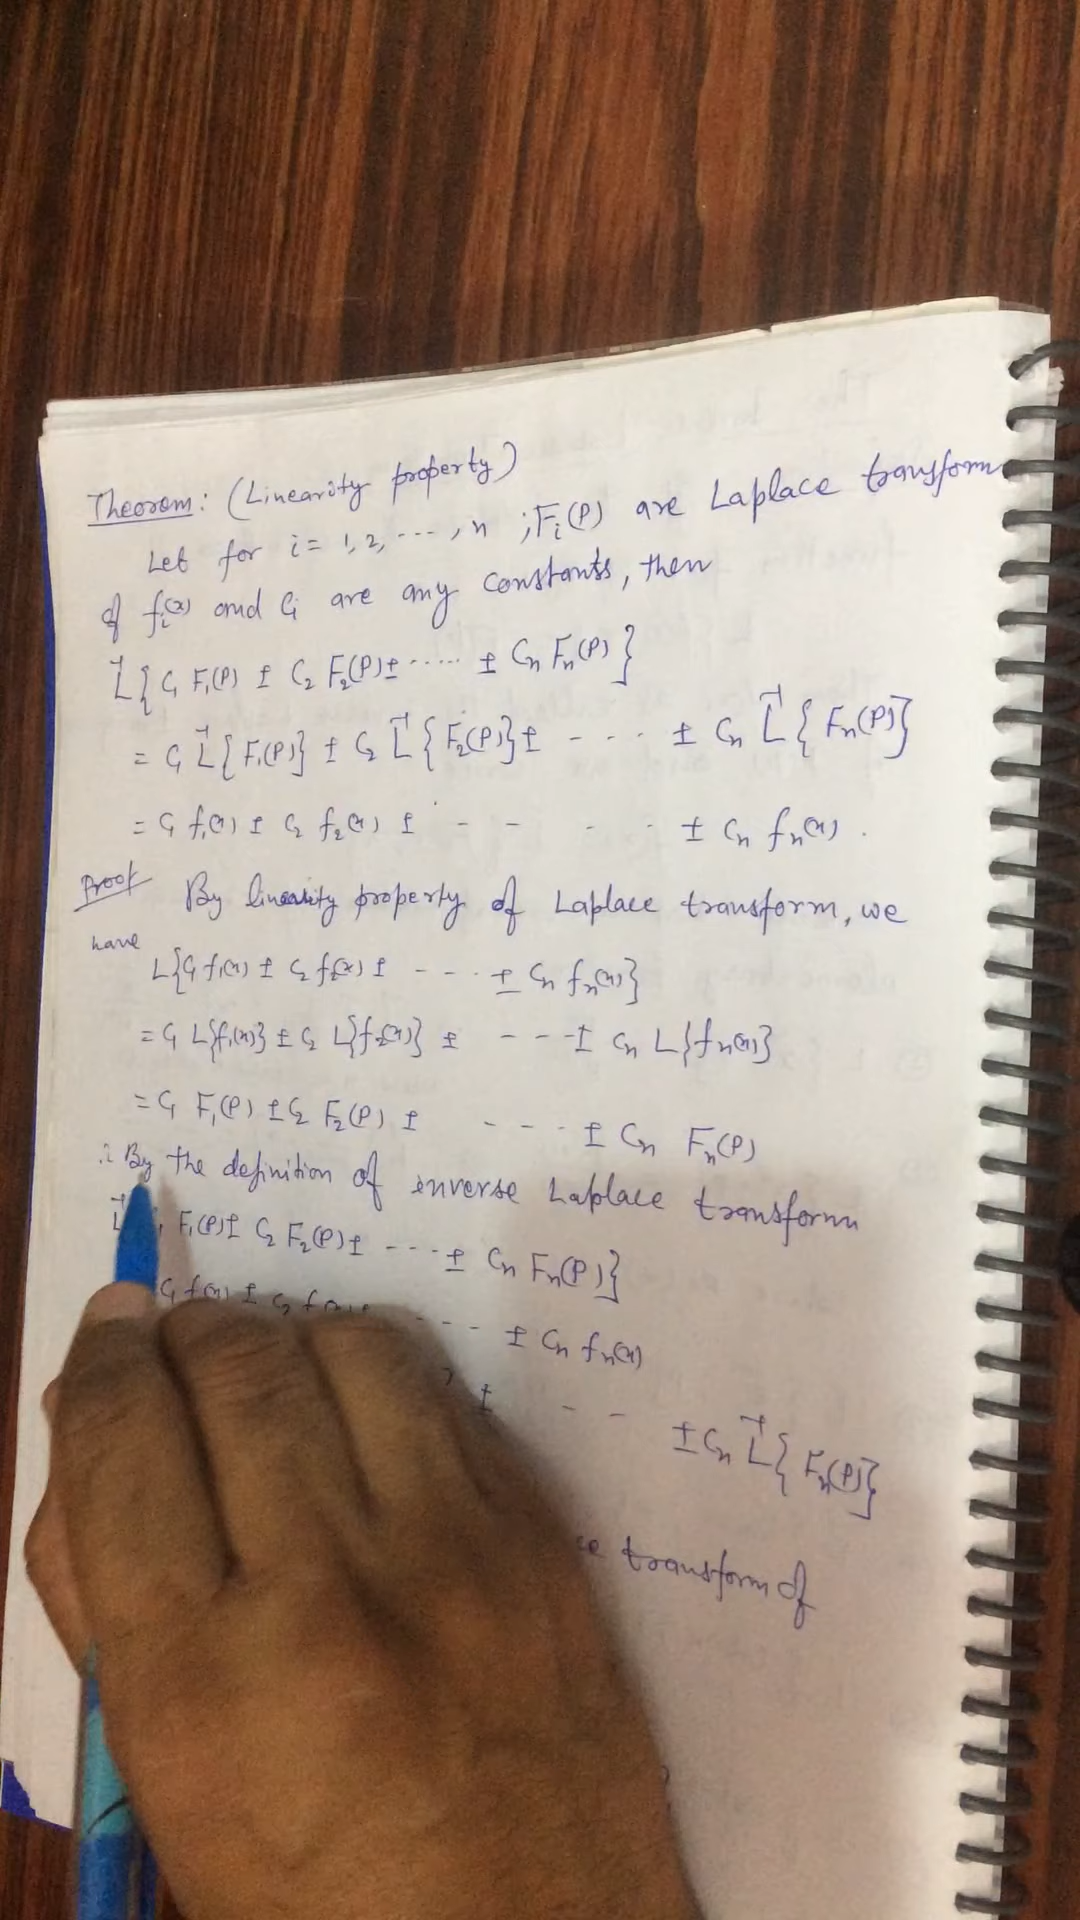 Theorem: (Linearity property)
Let for i = 1, 2, ---, n ; Fi(P) are Laplace transform
of fi(x) and Ci are any constants, then
L⁻¹{ C₁ F₁(P) ± C₂ F₂(P) ± ..... ± Cn Fn(P) }
= C₁ L⁻¹{ F₁(P)} ± C₂ L⁻¹{ F₂(P)} ± - - - - ± Cn L⁻¹{ Fn(P)}
= C₁ f₁(x) ± C₂ f₂(x) ± - - - - ± Cn fn(x) .
Proof By linearity property of Laplace transform, we
have
L{C₁ f₁(x) ± C₂ f₂(x) ± - - - - ± Cn fn(x)}
= C₁ L{f₁(x)} ± C₂ L{f₂(x)} ± - - - ± Cn L{fn(x)}
= C₁ F₁(P) ± C₂ F₂(P) ± - - - - ± Cn Fn(P)
∴ By the definition of inverse Laplace transform
F₁(P) ± C₂ F₂(P) ± - - - ± Cn Fn(P)}
C₁ f₁(x) ± C₂ - - - ± Cn fn(x)
± - - ± Cn L⁻¹{ Fn(P)}
transform of